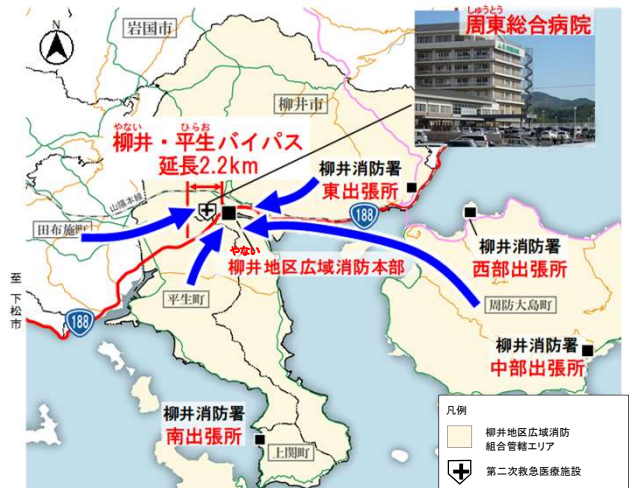 しゅうとう
周東総合病院
N
岩国市
柳井市
やない ひらお
柳井・平生バイパス
延長2.2km
柳井消防署
東出張所
山陰本線
188
田布施町
柳井消防署
西部出張所
やない
柳井地区広域消防本部
至 下松市
平生町
周防大島町
188
柳井消防署
中部出張所
柳井消防署
南出張所
上関町
凡例
柳井地区広域消防
組合管轄エリア
第二次救急医療施設